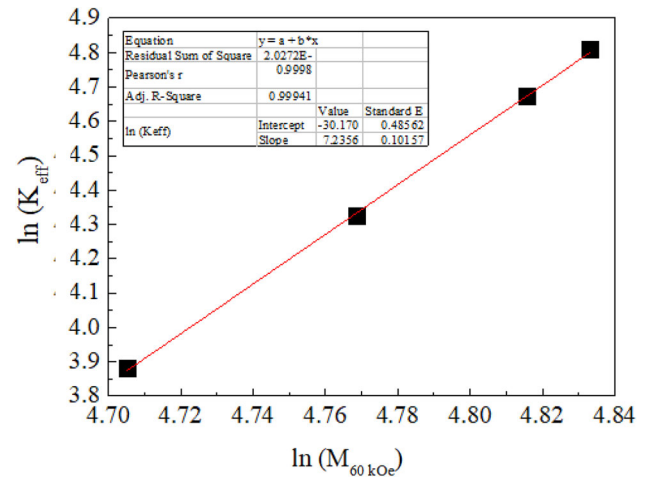 4.9
4.8
4.7
4.6
4.5
4.4
4.3
4.2
4.1
4.0
3.9
3.8
ln (K_eff)
Equation y = a + b*x
Residual Sum of Square 2.0272E-
Pearson's r 0.9998
Adj. R-Square 0.99941
Value Standard E
ln (Keff) Intercept -30.170 0.48562
Slope 7.2356 0.10157
4.70 4.72 4.74 4.76 4.78 4.80 4.82 4.84
ln (M_60 kOe)